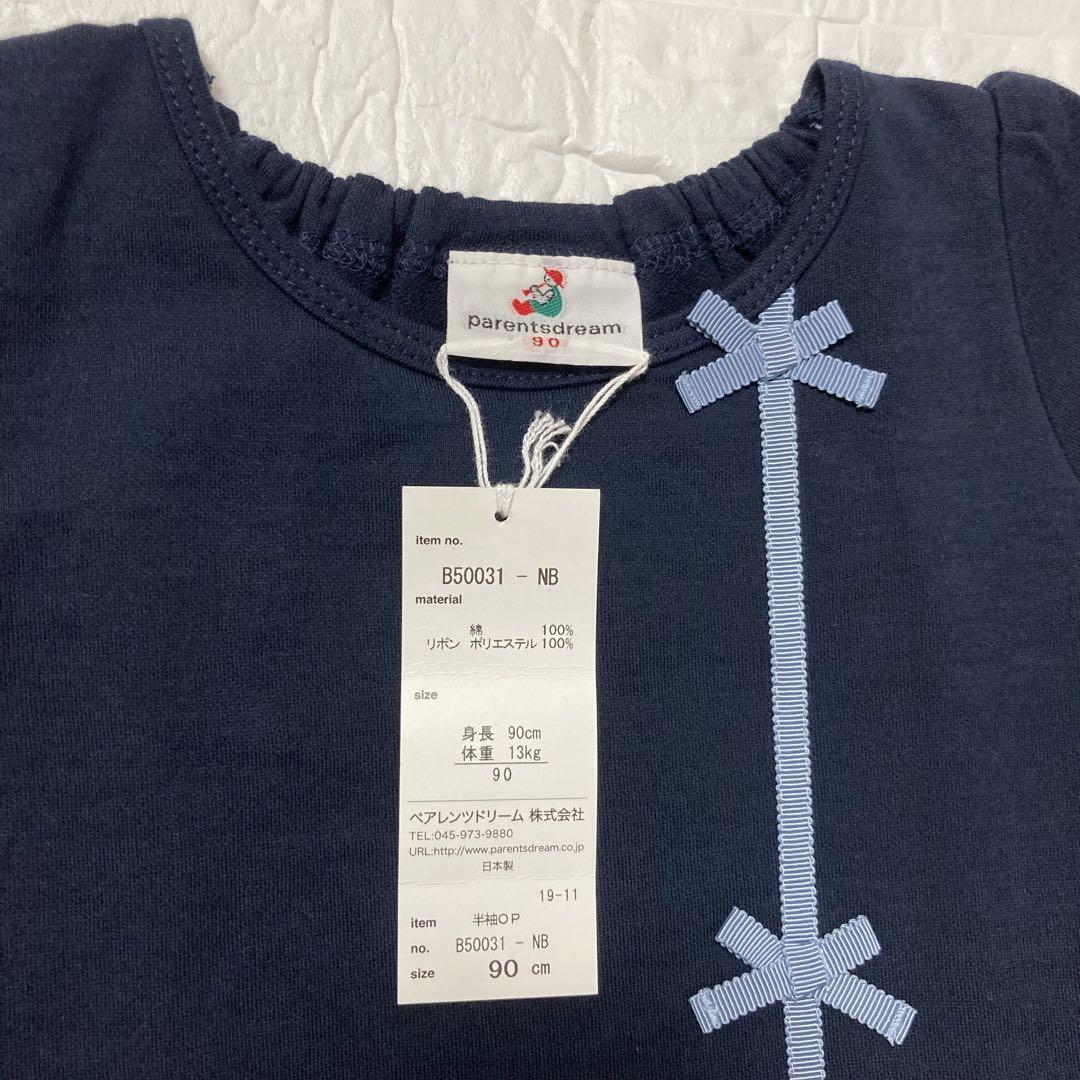 parentsdream
90
item no.
B50031 - NB
material
綿 100%
リボン ポリエステル 100%
size
身長 90cm
体重 13kg
90
ペアレンツドリーム 株式会社
TEL:045-973-9880
URL:http://www.parentsdream.co.jp
日本製
19-11
item 半袖OP
no. B50031 - NB
size 90 cm